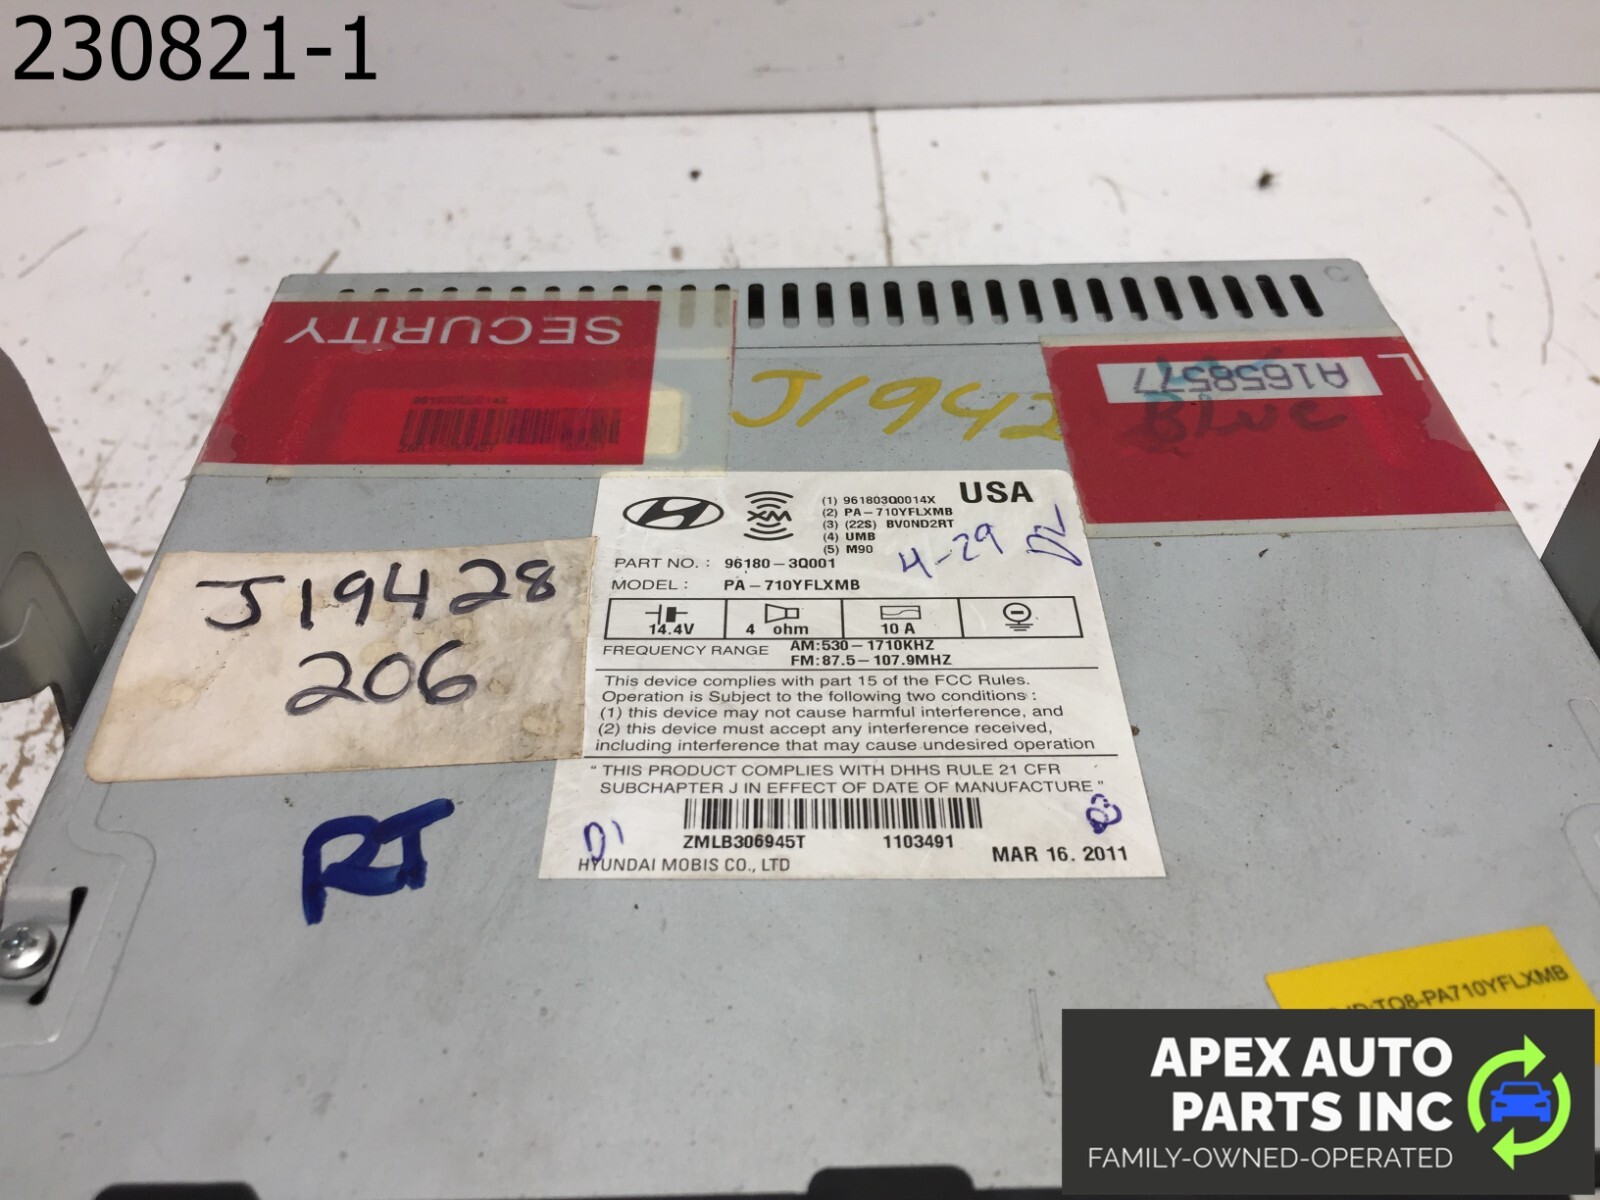 230821-1
SECURITY
J1942
A1658577
BLUE
USA
XM
(1) 961803Q0014X
(2) PA-710YFLXMB
(3) (22S) BV0ND2RT
(4) UMB
(5) M90
4-29
PART NO. : 96180-3Q001
MODEL : PA-710YFLXMB
14.4V 4 ohm 10 A
FREQUENCY RANGE AM:530-1710KHZ
FM:87.5-107.9MHZ
This device complies with part 15 of the FCC Rules.
Operation is Subject to the following two conditions :
(1) this device may not cause harmful interference, and
(2) this device must accept any interference received,
including interference that may cause undesired operation
" THIS PRODUCT COMPLIES WITH DHHS RULE 21 CFR
SUBCHAPTER J IN EFFECT OF DATE OF MANUFACTURE "
ZMLB306945T 1103491
D1
HYUNDAI MOBIS CO., LTD
MAR 16. 2011
J19428
206
RT
ID:TQ8-PA710YFLXMB
APEX AUTO
PARTS INC
FAMILY-OWNED-OPERATED